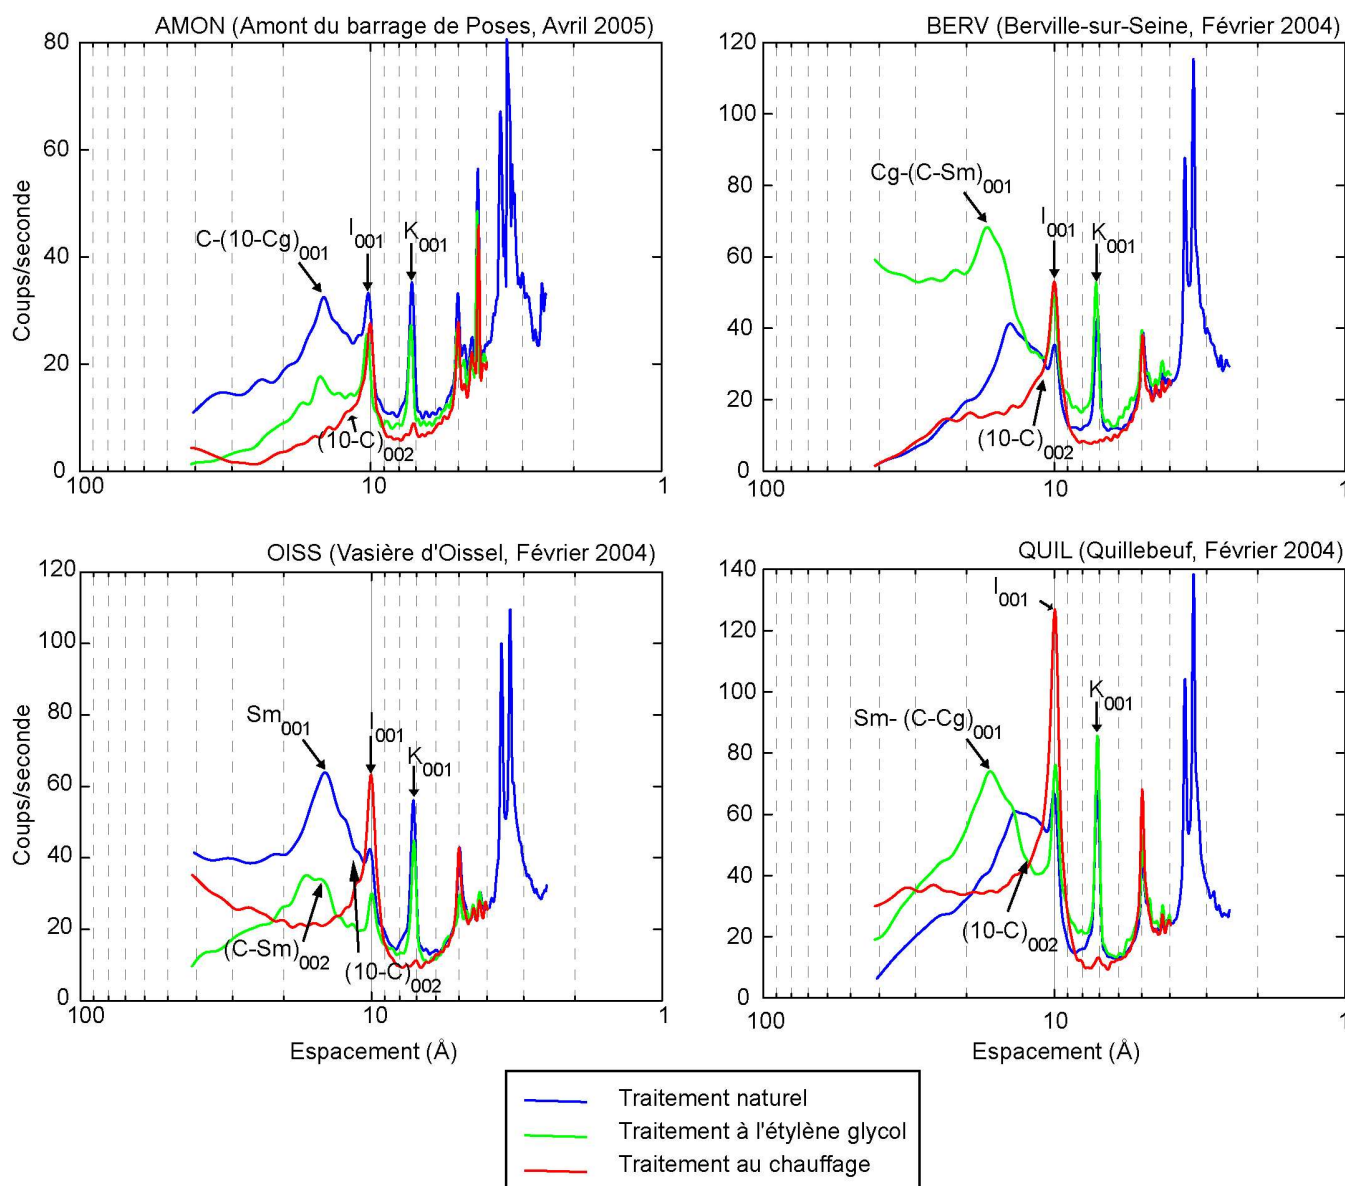 AMON (Amont du barrage de Poses, Avril 2005)
80
60
40
20
0
100
10
1
Coups/seconde
C-(10-Cg)001
I001
K001
(10-C)002
BERV (Berville-sur-Seine, Février 2004)
120
100
80
60
40
20
0
100
10
1
Cg-(C-Sm)001
I001
K001
(10-C)002
OISS (Vasière d'Oissel, Février 2004)
120
100
80
60
40
20
0
100
10
1
Coups/seconde
Espacement (Å)
Sm001
I001
K001
(C-Sm)002
(10-C)002
QUIL (Quillebeuf, Février 2004)
140
120
100
80
60
40
20
0
100
10
1
Espacement (Å)
I001
K001
Sm- (C-Cg)001
(10-C)002
Traitement naturel
Traitement à l'étylène glycol
Traitement au chauffage